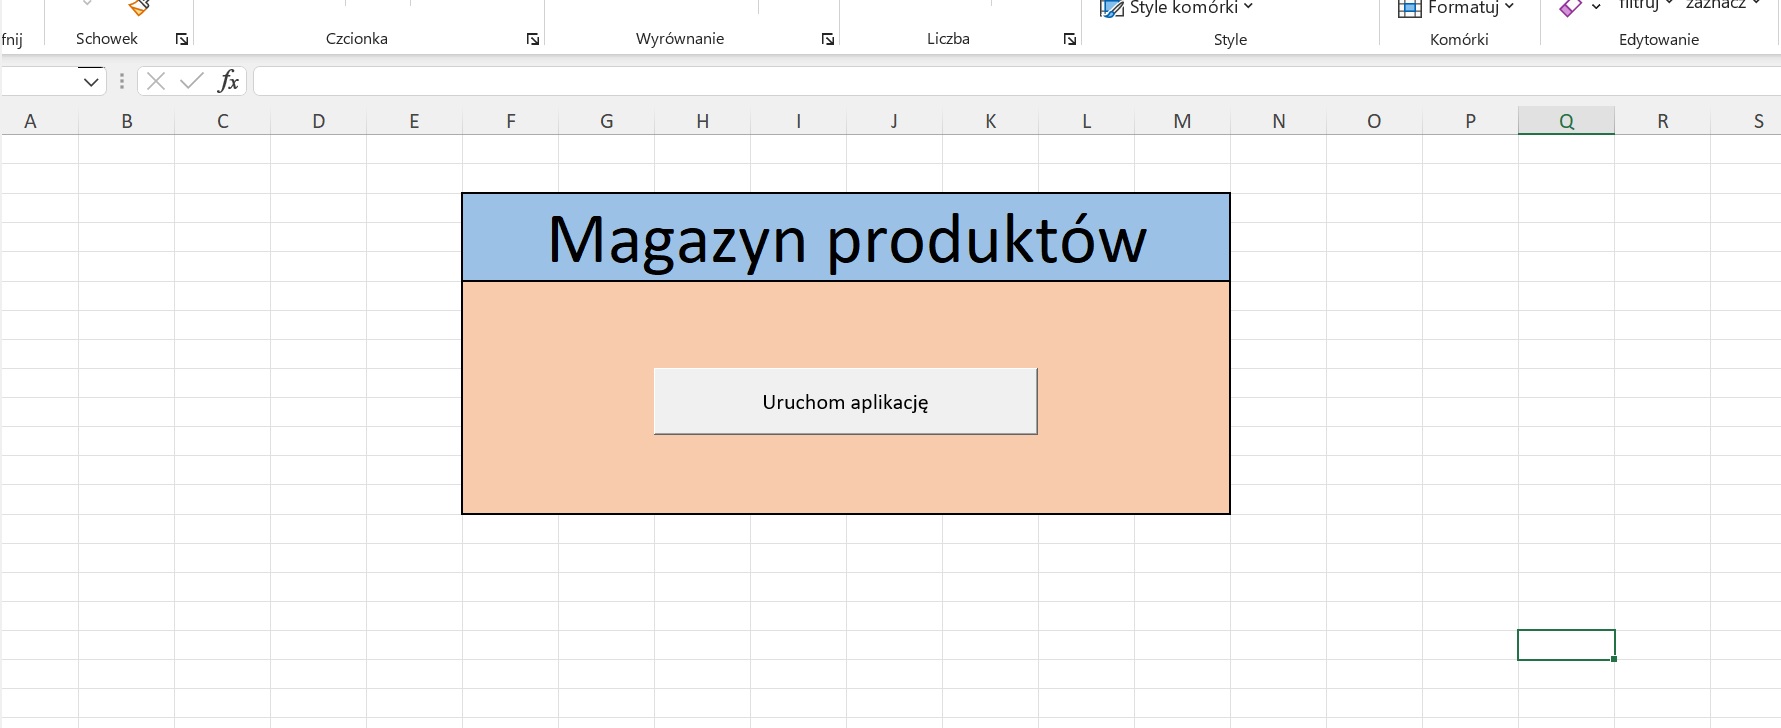 Style komórki
Formatuj
filtruj
zaznacz
fnij
Schowek
Czcionka
Wyrównanie
Liczba
Style
Komórki
Edytowanie
fx
A B C D E F G H I J K L M N O P Q R S
Magazyn produktów
Uruchom aplikację